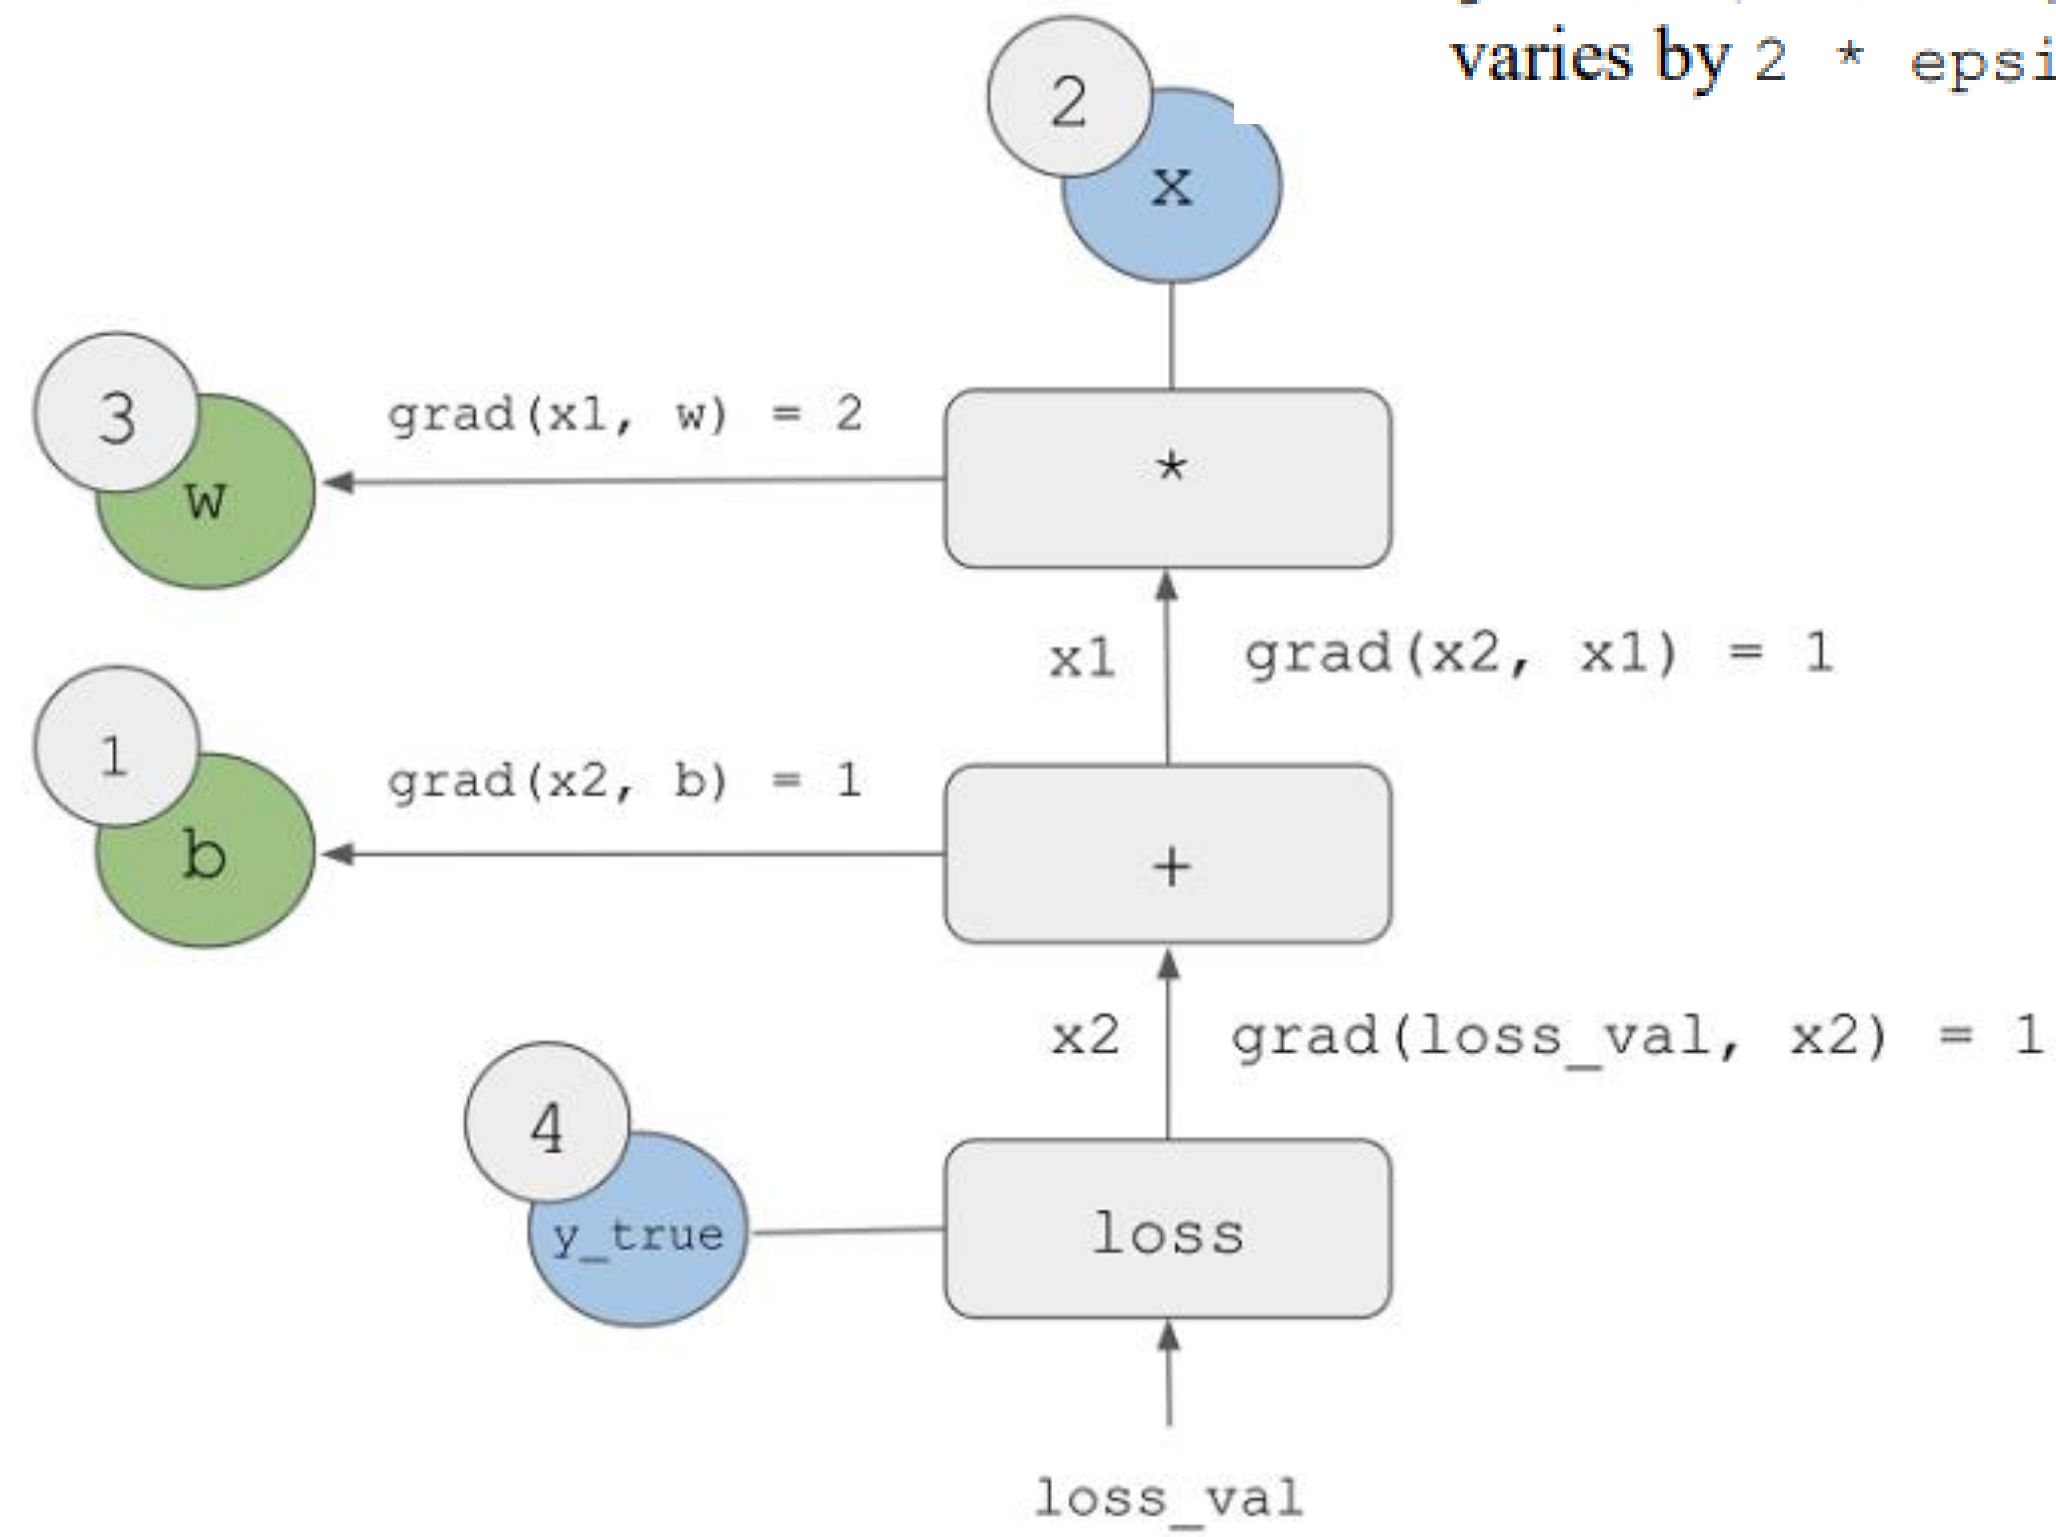 varies by 2 * epsi
2
x
3
w
grad(x1, w) = 2
*
x1
grad(x2, x1) = 1
1
b
grad(x2, b) = 1
+
x2
grad(loss_val, x2) = 1
4
y_true
loss
loss_val